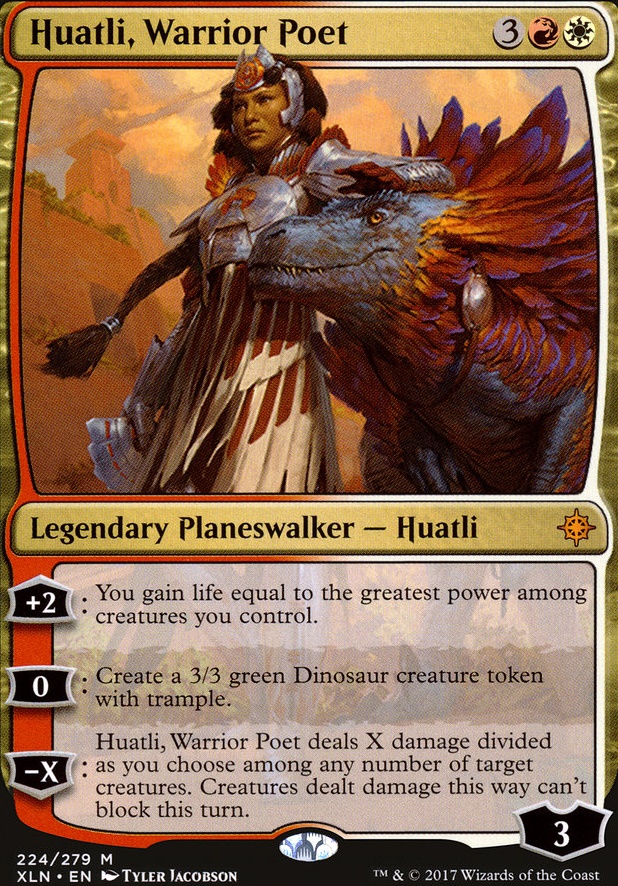 Huatli, Warrior Poet 3
Legendary Planeswalker — Huatli
+2 : You gain life equal to the greatest power among
creatures you control.
0 : Create a 3/3 green Dinosaur creature token
with trample.
−X : Huatli, Warrior Poet deals X damage divided
as you choose among any number of target
creatures. Creatures dealt damage this way can't
block this turn.
3
224/279 M
XLN • EN Tyler Jacobson
™ & © 2017 Wizards of the Coast